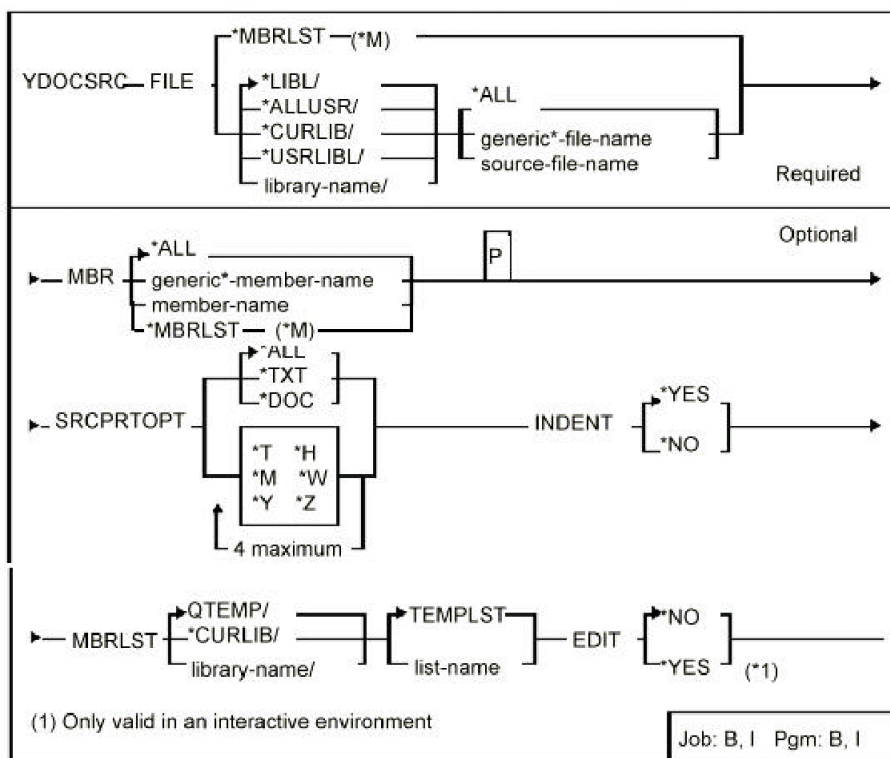 *MBRLST (*M)
YDOCSRC FILE
*LIBL/
*ALLUSR/
*CURLIB/
*USRLIBL/
library-name/
*ALL
generic*-file-name
source-file-name
Required
Optional
MBR
*ALL
generic*-member-name
member-name
*MBRLST (*M)
P
SRCPRTOPT
*ALL
*TXT
*DOC
*T *H
*M *W
*Y *Z
4 maximum
INDENT
*YES
*NO
MBRLST
QTEMP/
*CURLIB/
library-name/
TEMPLST
list-name
EDIT
*NO
*YES (*1)
(1) Only valid in an interactive environment
Job: B, I Pgm: B, I